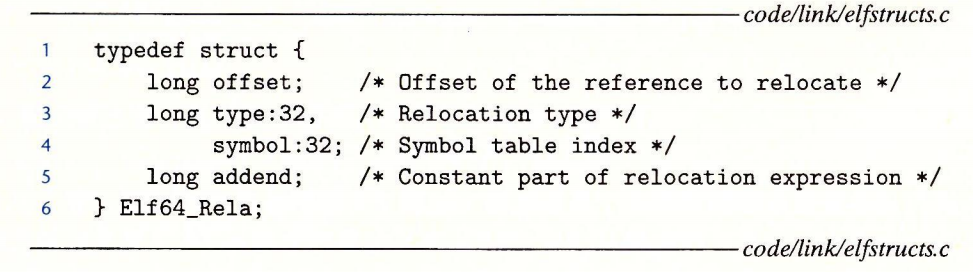 code/link/elfstructs.c
1 typedef struct {
2 long offset; /* Offset of the reference to relocate */
3 long type:32, /* Relocation type */
4 symbol:32; /* Symbol table index */
5 long addend; /* Constant part of relocation expression */
6 } Elf64_Rela;
code/link/elfstructs.c